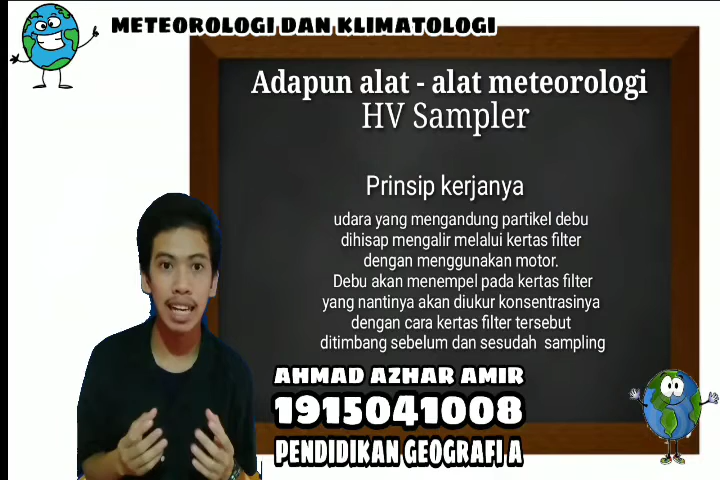 METEOROLOGI DAN KLIMATOLOGI
Adapun alat - alat meteorologi
HV Sampler
Prinsip kerjanya
udara yang mengandung partikel debu
dihisap mengalir melalui kertas filter
dengan menggunakan motor.
Debu akan menempel pada kertas filter
yang nantinya akan diukur konsentrasinya
dengan cara kertas filter tersebut
ditimbang sebelum dan sesudah sampling
AHMAD AZHAR AMIR
1915041008
PENDIDIKAN GEOGRAFI A